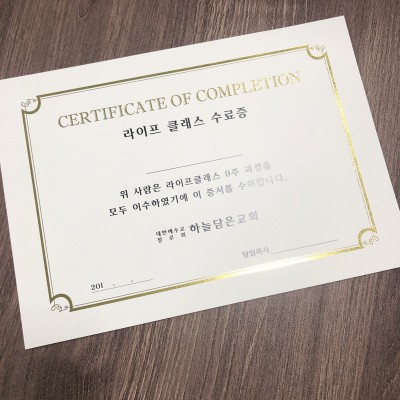 CERTIFICATE OF COMPLETION
라이프 클래스 수료증
위 사람은 라이프클래스 9주 과정을
모두 이수하였기에 이 증서를 수여합니다.
대한예수교
장로회 하늘담은교회
담임목사
201 . .